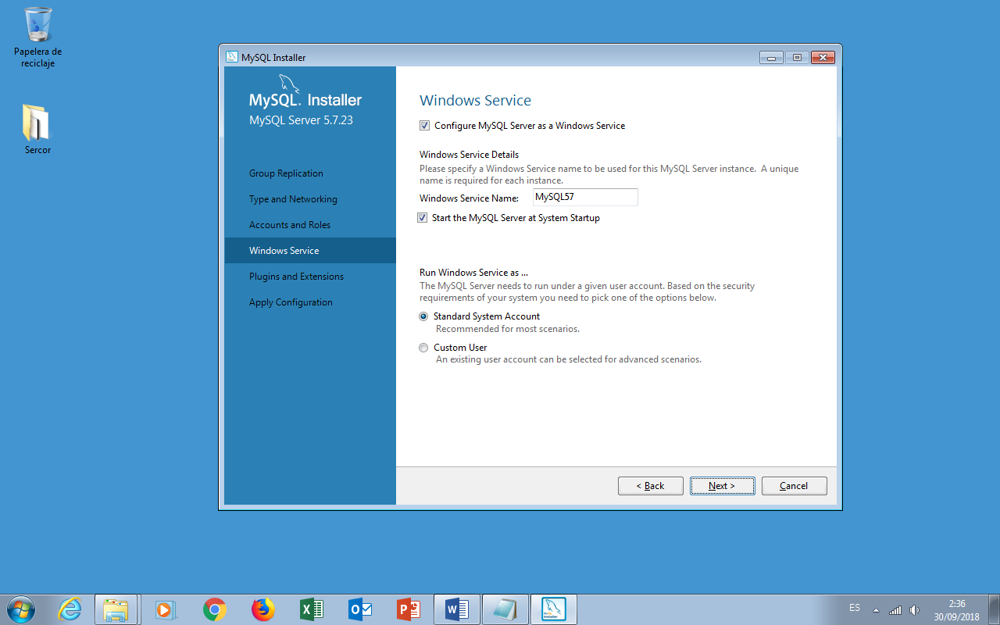 Papelera de
reciclaje
Sercor
MySQL Installer
MySQL. Installer
MySQL Server 5.7.23
Group Replication
Type and Networking
Accounts and Roles
Windows Service
Plugins and Extensions
Apply Configuration
Windows Service
Configure MySQL Server as a Windows Service
Windows Service Details
Please specify a Windows Service name to be used for this MySQL Server instance. A unique
name is required for each instance.
Windows Service Name: MySQL57
Start the MySQL Server at System Startup
Run Windows Service as ...
The MySQL Server needs to run under a given user account. Based on the security
requirements of your system you need to pick one of the options below.
Standard System Account
Recommended for most scenarios.
Custom User
An existing user account can be selected for advanced scenarios.
< Back Next > Cancel
ES
2:36
30/09/2018